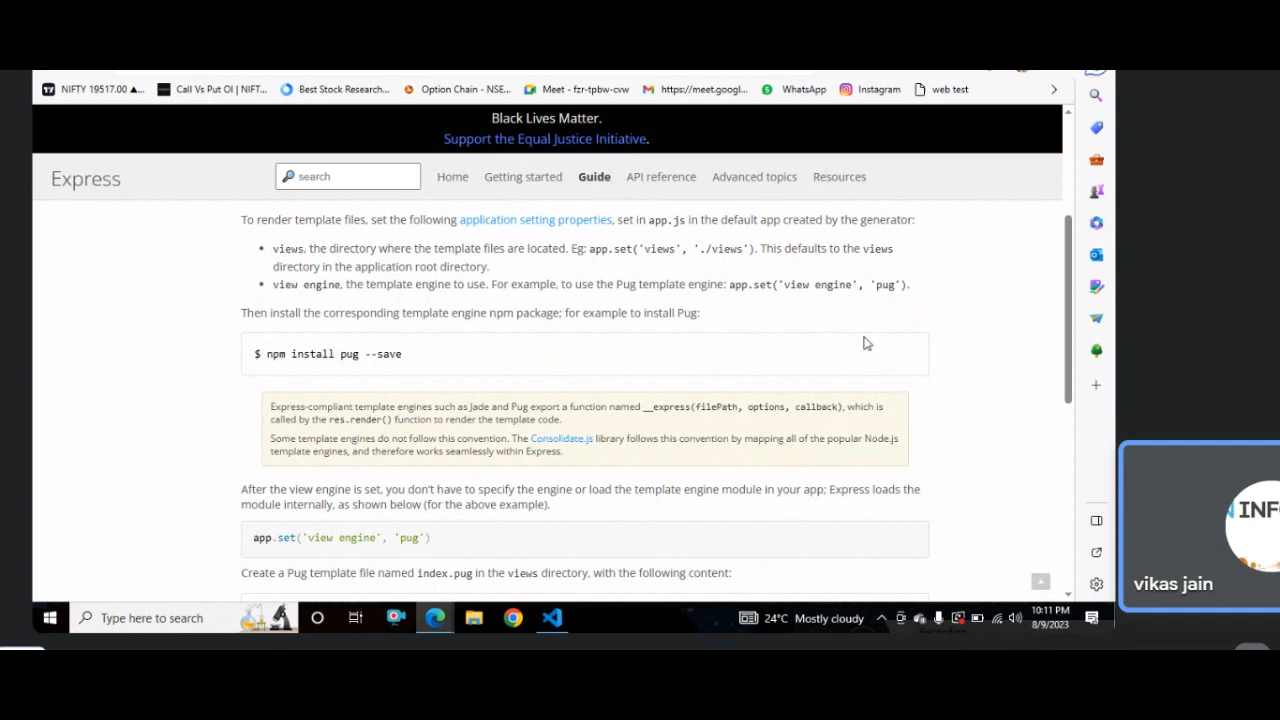 NIFTY 19517.00 ▲...
Call Vs Put OI | NIFT...
Best Stock Research...
Option Chain - NSE...
Meet - fzr-tpbw-cvw
https://meet.googl...
WhatsApp
Instagram
web test
Black Lives Matter.
Support the Equal Justice Initiative.
Express
search
Home
Getting started
Guide
API reference
Advanced topics
Resources
To render template files, set the following application setting properties, set in app.js in the default app created by the generator:
• views, the directory where the template files are located. Eg: app.set('views', './views'). This defaults to the views
directory in the application root directory.
• view engine, the template engine to use. For example, to use the Pug template engine: app.set('view engine', 'pug').
Then install the corresponding template engine npm package; for example to install Pug:
$ npm install pug --save
Express-compliant template engines such as Jade and Pug export a function named __express(filePath, options, callback), which is
called by the res.render() function to render the template code.
Some template engines do not follow this convention. The Consolidate.js library follows this convention by mapping all of the popular Node.js
template engines, and therefore works seamlessly within Express.
After the view engine is set, you don't have to specify the engine or load the template engine module in your app; Express loads the
module internally, as shown below (for the above example).
app.set('view engine', 'pug')
Create a Pug template file named index.pug in the views directory, with the following content:
INF
vikas jain
Type here to search
24°C Mostly cloudy
10:11 PM
8/9/2023